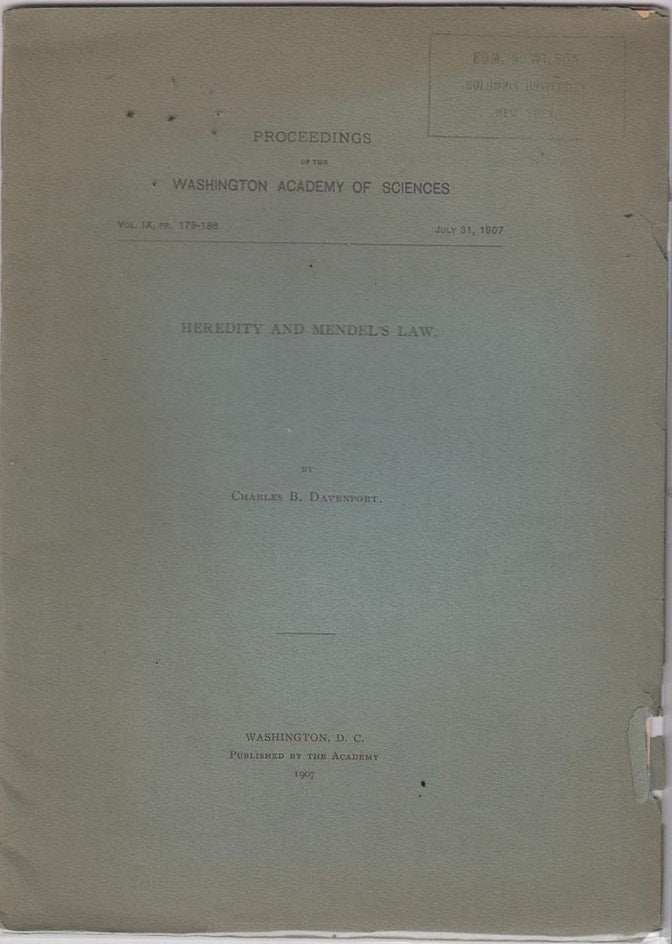 EDM. B. WILSON
COLUMBIA UNIVERSITY
NEW YORK
PROCEEDINGS
OF THE
WASHINGTON ACADEMY OF SCIENCES
VOL. IX, PP. 179-188
JULY 31, 1907
HEREDITY AND MENDEL'S LAW.
BY
CHARLES B. DAVENPORT.
WASHINGTON, D. C.
PUBLISHED BY THE ACADEMY
1907